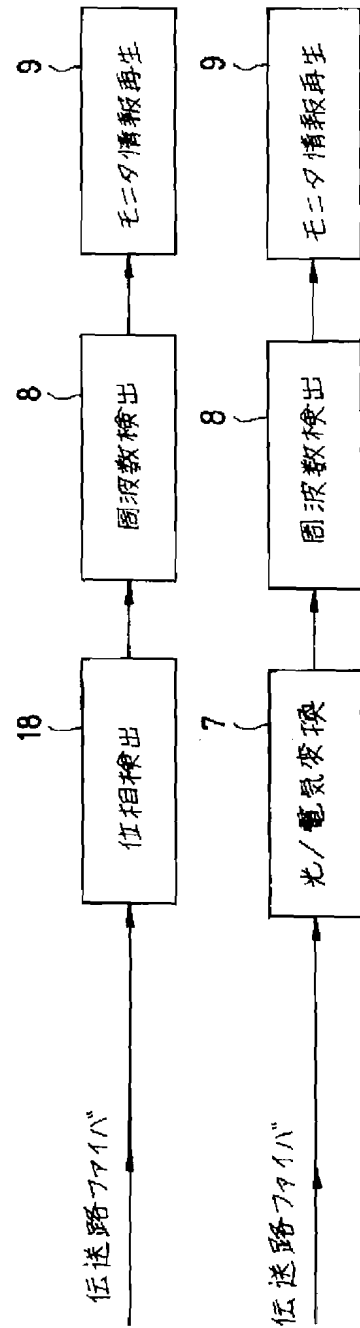 伝送路ファイバ
18
位相検出
8
周波数検出
9
モニタ情報再生
伝送路ファイバ
7
光/電気変換
8
周波数検出
9
モニタ情報再生